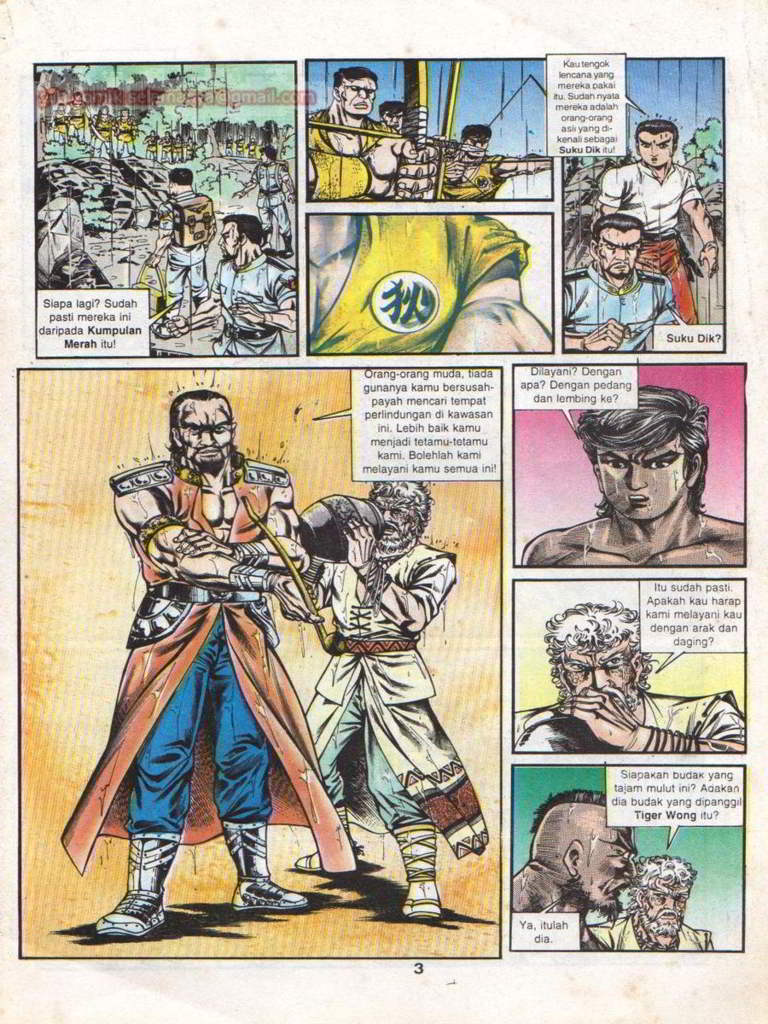 Siapa lagi? Sudah
pasti mereka ini
daripada Kumpulan
Merah itu!
Kau tengok
lencana yang
mereka pakai
itu. Sudah nyata
mereka adalah
orang-orang
asli yang di-
kenali sebagai
Suku Dik itu!
狄
Suku Dik?
Orang-orang muda, tiada
gunanya kamu bersusah-
payah mencari tempat
perlindungan di kawasan
ini. Lebih baik kamu
menjadi tetamu-tetamu
kami. Bolehlah kami
melayani kamu semua ini!
Dilayani? Dengan
apa? Dengan pedang
dan lembing ke?
Itu sudah pasti.
Apakah kau harap
kami melayani kau
dengan arak dan
daging?
Siapakah budak yang
tajam mulut ini? Adakah
dia budak yang dipanggil
Tiger Wong itu?
Ya, itulah
dia.
3